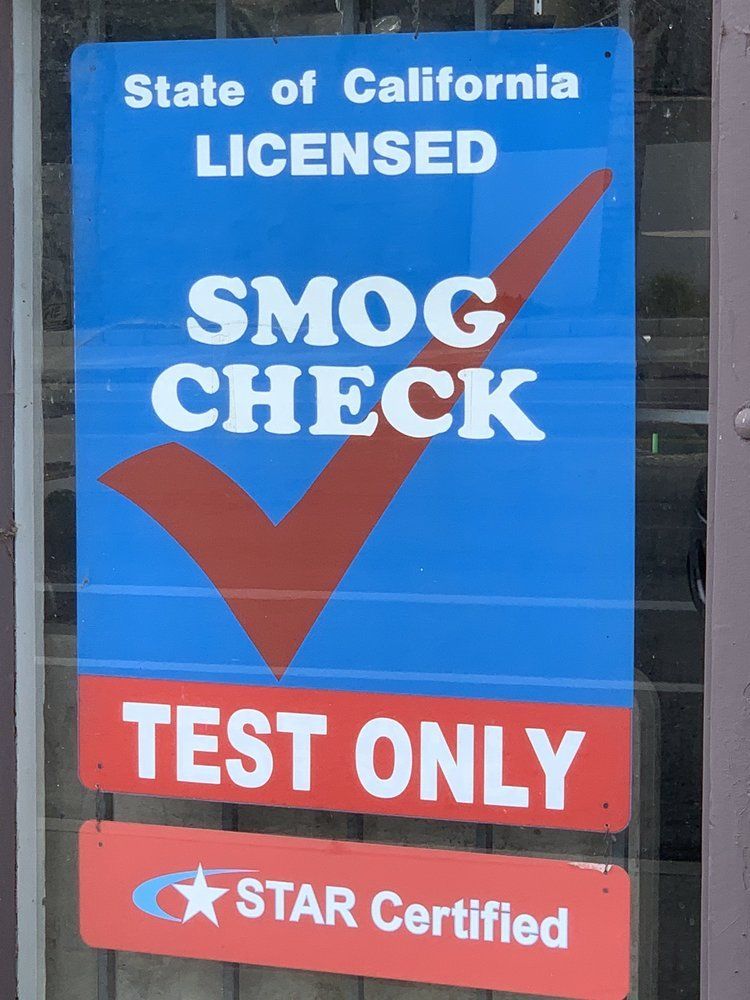 State of California
LICENSED
SMOG
CHECK
TEST ONLY
STAR Certified